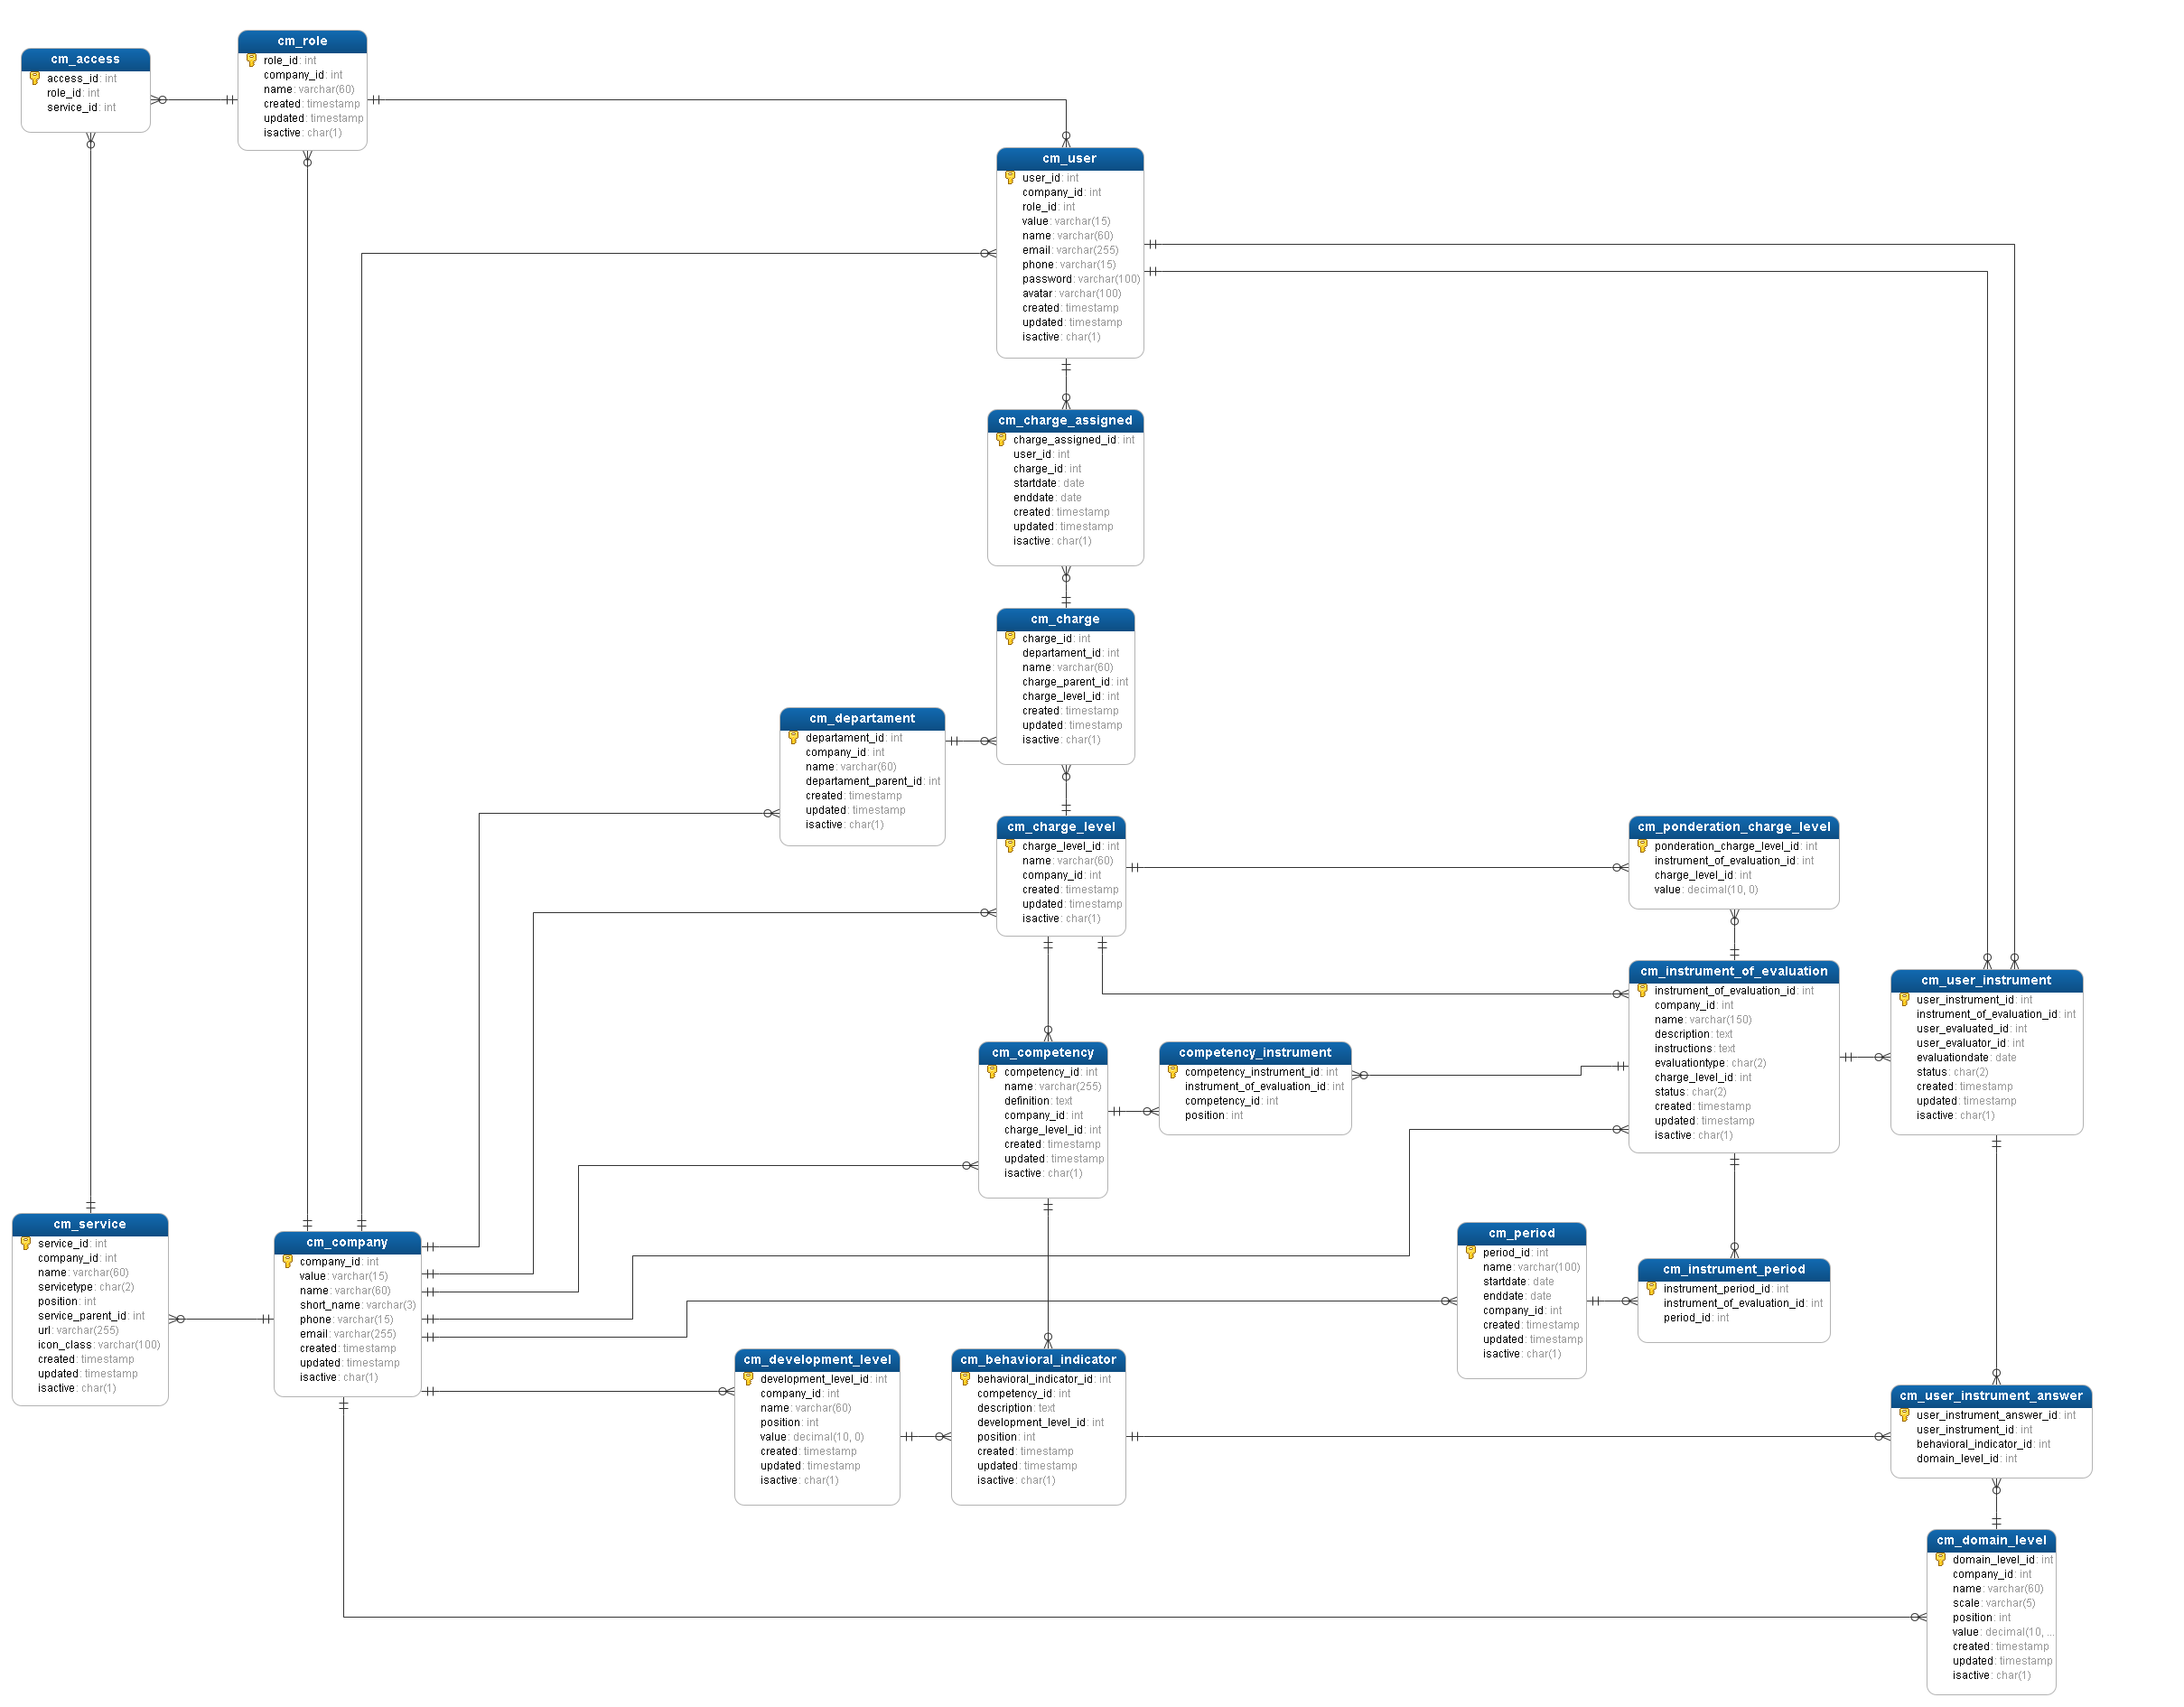 cm_access
access_id: int
role_id: int
service_id: int
cm_role
role_id: int
company_id: int
name: varchar(60)
created: timestamp
updated: timestamp
isactive: char(1)
cm_user
user_id: int
company_id: int
role_id: int
value: varchar(15)
name: varchar(60)
email: varchar(255)
phone: varchar(15)
password: varchar(100)
avatar: varchar(100)
created: timestamp
updated: timestamp
isactive: char(1)
cm_charge_assigned
charge_assigned_id: int
user_id: int
charge_id: int
startdate: date
enddate: date
created: timestamp
updated: timestamp
isactive: char(1)
cm_charge
charge_id: int
departament_id: int
name: varchar(60)
charge_parent_id: int
charge_level_id: int
created: timestamp
updated: timestamp
isactive: char(1)
cm_departament
departament_id: int
company_id: int
name: varchar(60)
departament_parent_id: int
created: timestamp
updated: timestamp
isactive: char(1)
cm_charge_level
charge_level_id: int
name: varchar(60)
company_id: int
created: timestamp
updated: timestamp
isactive: char(1)
cm_ponderation_charge_level
ponderation_charge_level_id: int
instrument_of_evaluation_id: int
charge_level_id: int
value: decimal(10, 0)
cm_instrument_of_evaluation
instrument_of_evaluation_id: int
company_id: int
name: varchar(150)
description: text
instructions: text
evaluationtype: char(2)
charge_level_id: int
status: char(2)
created: timestamp
updated: timestamp
isactive: char(1)
cm_user_instrument
user_instrument_id: int
instrument_of_evaluation_id: int
user_evaluated_id: int
user_evaluator_id: int
evaluationdate: date
status: char(2)
created: timestamp
updated: timestamp
isactive: char(1)
cm_competency
competency_id: int
name: varchar(255)
definition: text
company_id: int
charge_level_id: int
created: timestamp
updated: timestamp
isactive: char(1)
competency_instrument
competency_instrument_id: int
instrument_of_evaluation_id: int
competency_id: int
position: int
cm_service
service_id: int
company_id: int
name: varchar(60)
servicetype: char(2)
position: int
service_parent_id: int
url: varchar(255)
icon_class: varchar(100)
created: timestamp
updated: timestamp
isactive: char(1)
cm_company
company_id: int
value: varchar(15)
name: varchar(60)
short_name: varchar(3)
phone: varchar(15)
email: varchar(255)
created: timestamp
updated: timestamp
isactive: char(1)
cm_period
period_id: int
name: varchar(100)
startdate: date
enddate: date
company_id: int
created: timestamp
updated: timestamp
isactive: char(1)
cm_instrument_period
instrument_period_id: int
instrument_of_evaluation_id: int
period_id: int
cm_development_level
development_level_id: int
company_id: int
name: varchar(60)
position: int
value: decimal(10, 0)
created: timestamp
updated: timestamp
isactive: char(1)
cm_behavioral_indicator
behavioral_indicator_id: int
competency_id: int
description: text
development_level_id: int
position: int
created: timestamp
updated: timestamp
isactive: char(1)
cm_user_instrument_answer
user_instrument_answer_id: int
user_instrument_id: int
behavioral_indicator_id: int
domain_level_id: int
cm_domain_level
domain_level_id: int
company_id: int
name: varchar(60)
scale: varchar(5)
position: int
value: decimal(10, ...
created: timestamp
updated: timestamp
isactive: char(1)